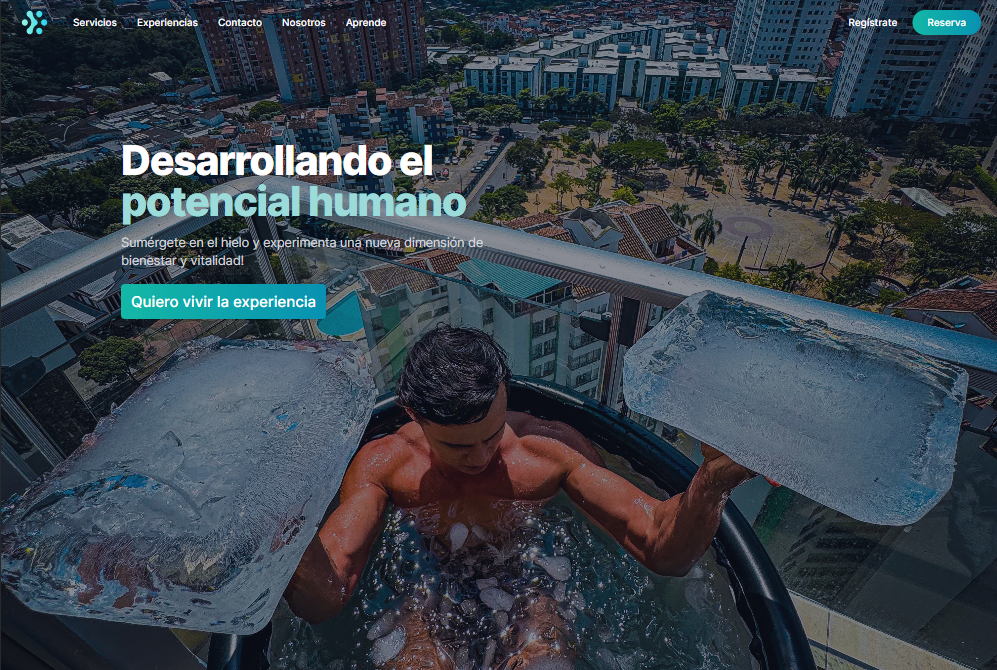 Servicios Experiencias Contacto Nosotros Aprende Regístrate Reserva
Desarrollando el
potencial humano
Sumérgete en el hielo y experimenta una nueva dimensión de
bienestar y vitalidad!
Quiero vivir la experiencia